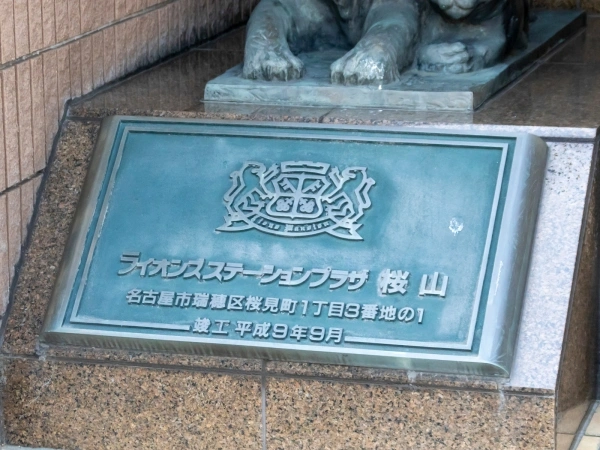 Lions Mansion
ライオンズステーションプラザ 桜山
名古屋市瑞穂区桜見町1丁目3番地の1
竣工 平成9年9月